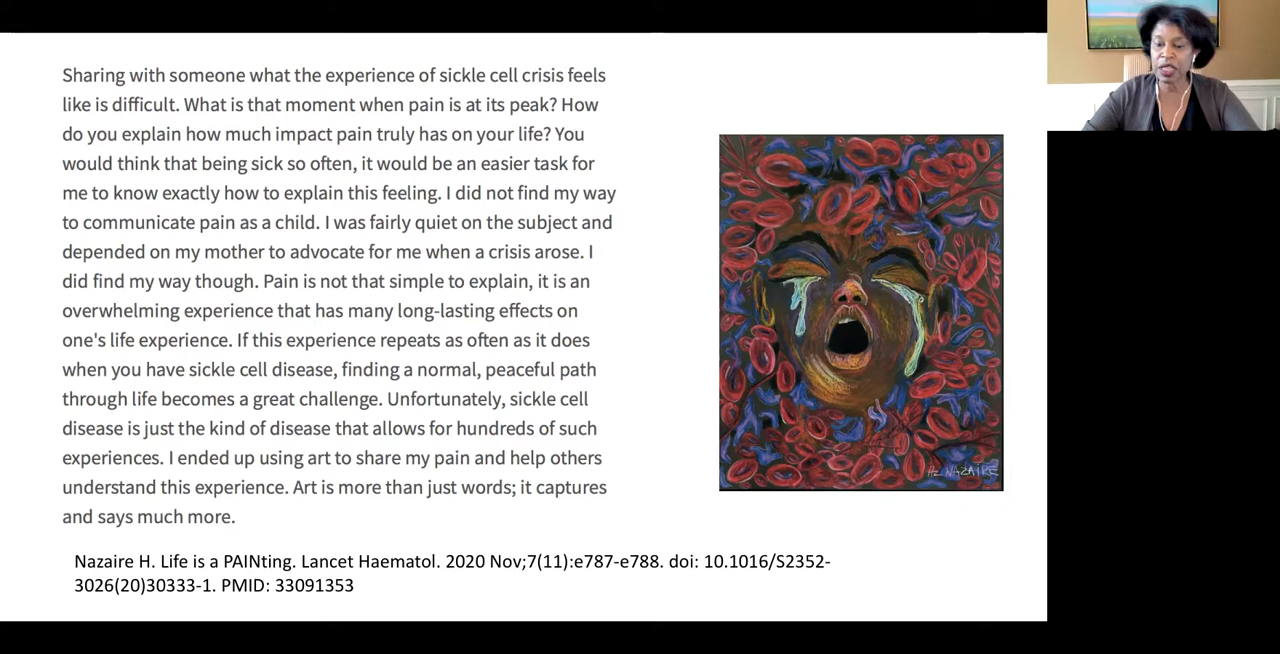 Sharing with someone what the experience of sickle cell crisis feels
like is difficult. What is that moment when pain is at its peak? How
do you explain how much impact pain truly has on your life? You
would think that being sick so often, it would be an easier task for
me to know exactly how to explain this feeling. I did not find my way
to communicate pain as a child. I was fairly quiet on the subject and
depended on my mother to advocate for me when a crisis arose. I
did find my way though. Pain is not that simple to explain, it is an
overwhelming experience that has many long-lasting effects on
one's life experience. If this experience repeats as often as it does
when you have sickle cell disease, finding a normal, peaceful path
through life becomes a great challenge. Unfortunately, sickle cell
disease is just the kind of disease that allows for hundreds of such
experiences. I ended up using art to share my pain and help others
understand this experience. Art is more than just words; it captures
and says much more.
Nazaire H. Life is a PAINting. Lancet Haematol. 2020 Nov;7(11):e787-e788. doi: 10.1016/S2352-
3026(20)30333-1. PMID: 33091353
NAZAIRE